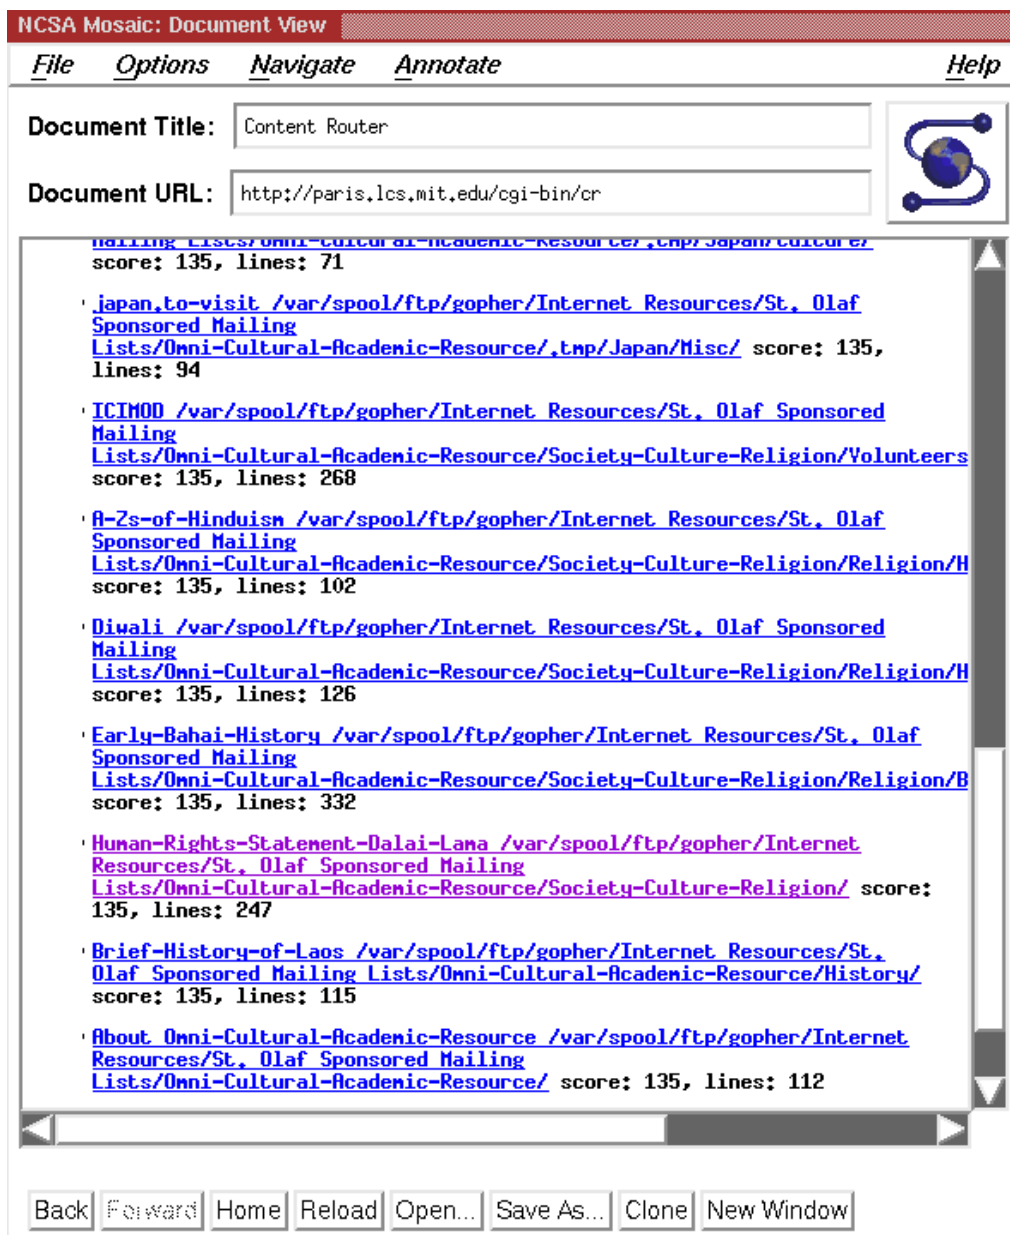 NCSA Mosaic: Document View
File Options Navigate Annotate Help
Document Title: Content Router
Document URL: http://paris.lcs.mit.edu/cgi-bin/cr
Mailing Lists/Omni-Cultural-Academic-Resource/.tmp/Japan/culture/
score: 135, lines: 71
japan.to-visit /var/spool/ftp/gopher/Internet Resources/St. Olaf
Sponsored Mailing
Lists/Omni-Cultural-Academic-Resource/.tmp/Japan/Misc/ score: 135,
lines: 94
ICIMOD /var/spool/ftp/gopher/Internet Resources/St. Olaf Sponsored
Mailing
Lists/Omni-Cultural-Academic-Resource/Society-Culture-Religion/Volunteers
score: 135, lines: 268
A-Zs-of-Hinduism /var/spool/ftp/gopher/Internet Resources/St. Olaf
Sponsored Mailing
Lists/Omni-Cultural-Academic-Resource/Society-Culture-Religion/Religion/H
score: 135, lines: 102
Diwali /var/spool/ftp/gopher/Internet Resources/St. Olaf Sponsored
Mailing
Lists/Omni-Cultural-Academic-Resource/Society-Culture-Religion/Religion/H
score: 135, lines: 126
Early-Bahai-History /var/spool/ftp/gopher/Internet Resources/St. Olaf
Sponsored Mailing
Lists/Omni-Cultural-Academic-Resource/Society-Culture-Religion/Religion/B
score: 135, lines: 332
Human-Rights-Statement-Dalai-Lama /var/spool/ftp/gopher/Internet
Resources/St. Olaf Sponsored Mailing
Lists/Omni-Cultural-Academic-Resource/Society-Culture-Religion/ score:
135, lines: 247
Brief-History-of-Laos /var/spool/ftp/gopher/Internet Resources/St.
Olaf Sponsored Mailing Lists/Omni-Cultural-Academic-Resource/History/
score: 135, lines: 115
About Omni-Cultural-Academic-Resource /var/spool/ftp/gopher/Internet
Resources/St. Olaf Sponsored Mailing
Lists/Omni-Cultural-Academic-Resource/ score: 135, lines: 112
Back Forward Home Reload Open... Save As... Clone New Window